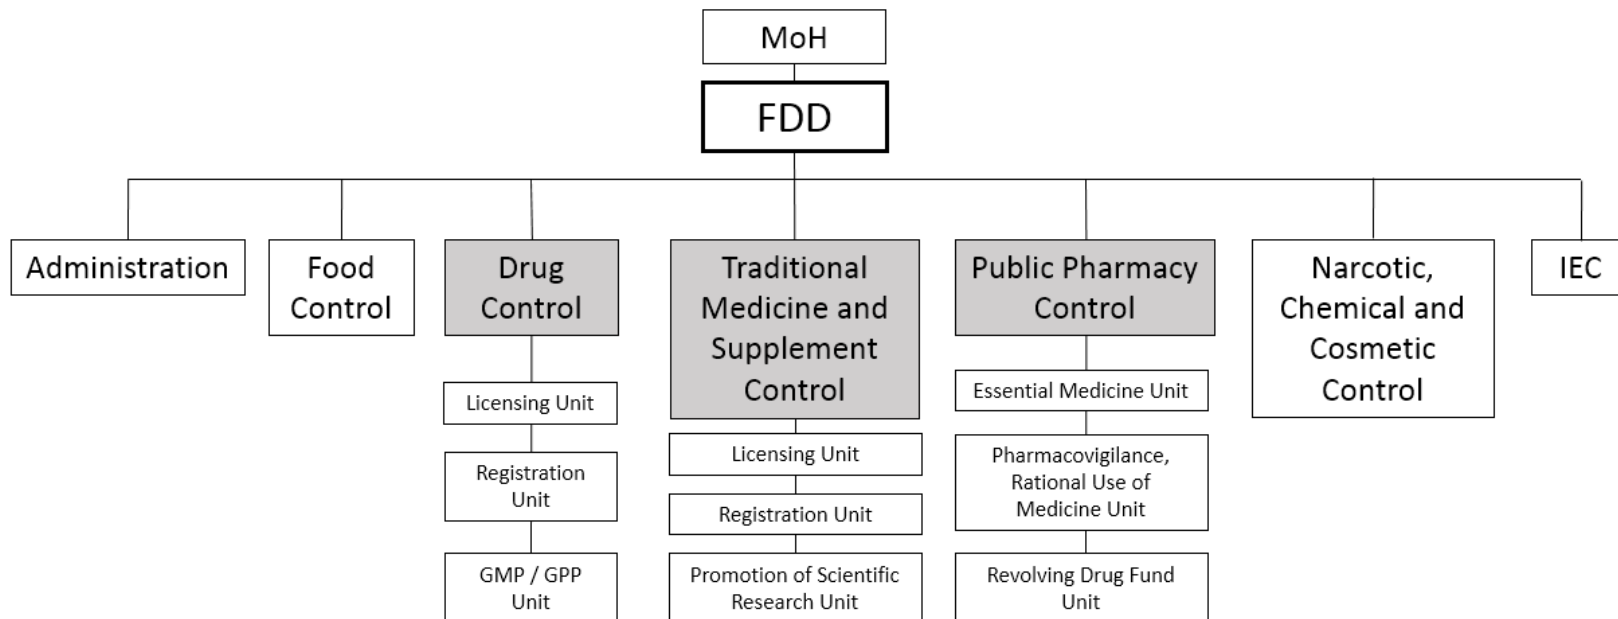 MoH
FDD
Administration
Food
Control
Drug
Control
Traditional
Medicine and
Supplement
Control
Public Pharmacy
Control
Narcotic,
Chemical and
Cosmetic
Control
IEC
Licensing Unit
Registration
Unit
GMP / GPP
Unit
Licensing Unit
Registration Unit
Promotion of Scientific
Research Unit
Essential Medicine Unit
Pharmacovigilance,
Rational Use of
Medicine Unit
Revolving Drug Fund
Unit